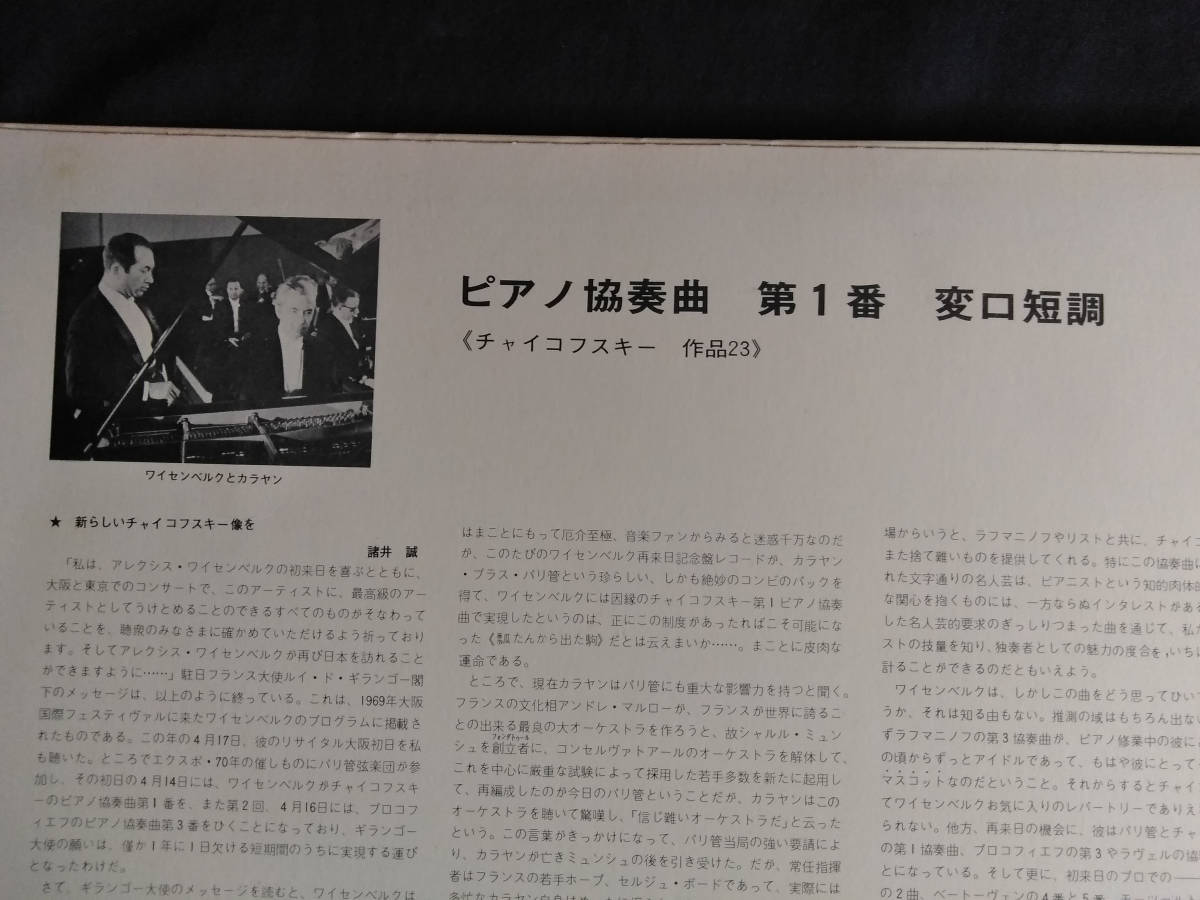 ピアノ協奏曲　第1番　変ロ短調
《チャイコフスキー　作品23》
ワイセンベルクとカラヤン
★　新らしいチャイコフスキー像を
諸井　誠
「私は、アレクシス・ワイセンベルクの初来日を喜ぶとともに、
大阪と東京でのコンサートで、このアーティストに、最高級のアー
ティストとしてうけとめることのできるすべてのものがそなわって
いることを、聴衆のみなさまに確かめていただけるよう祈っており
ます。そしてアレクシス・ワイセンベルクが再び日本を訪れること
ができますように……」駐日フランス大使ルイ・ド・ギランゴー閣
下のメッセージは、以上のように終っている。これは、1969年大阪
国際フェスティヴァルに来たワイセンベルクのプログラムに掲載さ
れたものである。この年の4月17日、彼のリサイタル大阪初日を私
も聴いた。ところでエクスポ・70年の催しものにパリ管弦楽団が参
加し、その初日の4月14日には、ワイセンベルクがチャイコフスキ
ーのピアノ協奏曲第1番を、また第2回、4月16日には、プロコフ
ィエフのピアノ協奏曲第3番をひくことになっており、ギランゴー
大使の願いは、僅か1年に1日欠ける短期間のうちに実現する運び
となったわけだ。
さて、ギランゴー大使のメッセージを読むと、ワイセンベルクは
はまことにもって厄介至極、音楽ファンからみると迷惑千万なのだ
が、このたびのワイセンベルク再来日記念盤レコードが、カラヤン
・プラス・パリ管という珍らしい、しかも絶妙のコンビのバックを
得て、ワイセンベルクには因縁のチャイコフスキー第1ピアノ協奏
曲で実現したというのは、正にこの制度があったればこそ可能にな
った《瓢たんから出た駒》だとは云えまいか……。まことに皮肉な
運命である。
ところで、現在カラヤンはパリ管にも重大な影響力を持つと聞く。
フランスの文化相アンドレ・マルローが、フランスが世界に誇るこ
との出来る最良の大オーケストラを作ろうと、故シャルル・ミュン
フォンダトゥール
シュを創立者に、コンセルヴァトアールのオーケストラを解体して、
これを中心に厳重な試験によって採用した若手多数を新たに起用し
て、再編成したのが今日のパリ管ということだが、カラヤンはこの
オーケストラを聴いて驚嘆し、「信じ難いオーケストラだ」と云った
という。この言葉がきっかけになって、パリ管当局の強い要請によ
り、カラヤンが亡きミュンシュの後を引き受けた。だが、常任指揮
者はフランスの若手ホープ、セルジュ・ボードであって、実際には
場からいうと、ラフマニノフやリストと共に、チャイコ
また捨て難いものを提供してくれる。特にこの協奏曲に
れた文字通りの名人芸は、ピアニストという知的肉体的
な関心を抱くものには、一方ならぬインタレストがある
した名人芸的要求のぎっしりつまった曲を通じて、私た
ストの技量を知り、独奏者としての魅力の度合を、いちに
計ることができるのだともいえよう。
ワイセンベルクは、しかしこの曲をどう思ってひいて
うか、それは知る由もない。推測の域はもちろん出ない
ずラフマニノフの第3協奏曲が、ピアノ修業中の彼にと
の頃からずっとアイドルであって、もはや彼にとってそ
マスコットなのだということ。それからするとチャイコ
てワイセンベルクお気に入りのレパートリーでありえ
られない。他方、再来日の機会に、彼はパリ管とチャイ
の第1協奏曲、プロコフィエフの第3やラヴェルの協
とになっている。そして更に、初来日のプロでの――
の2曲、ベートーヴェンの4番と5番、